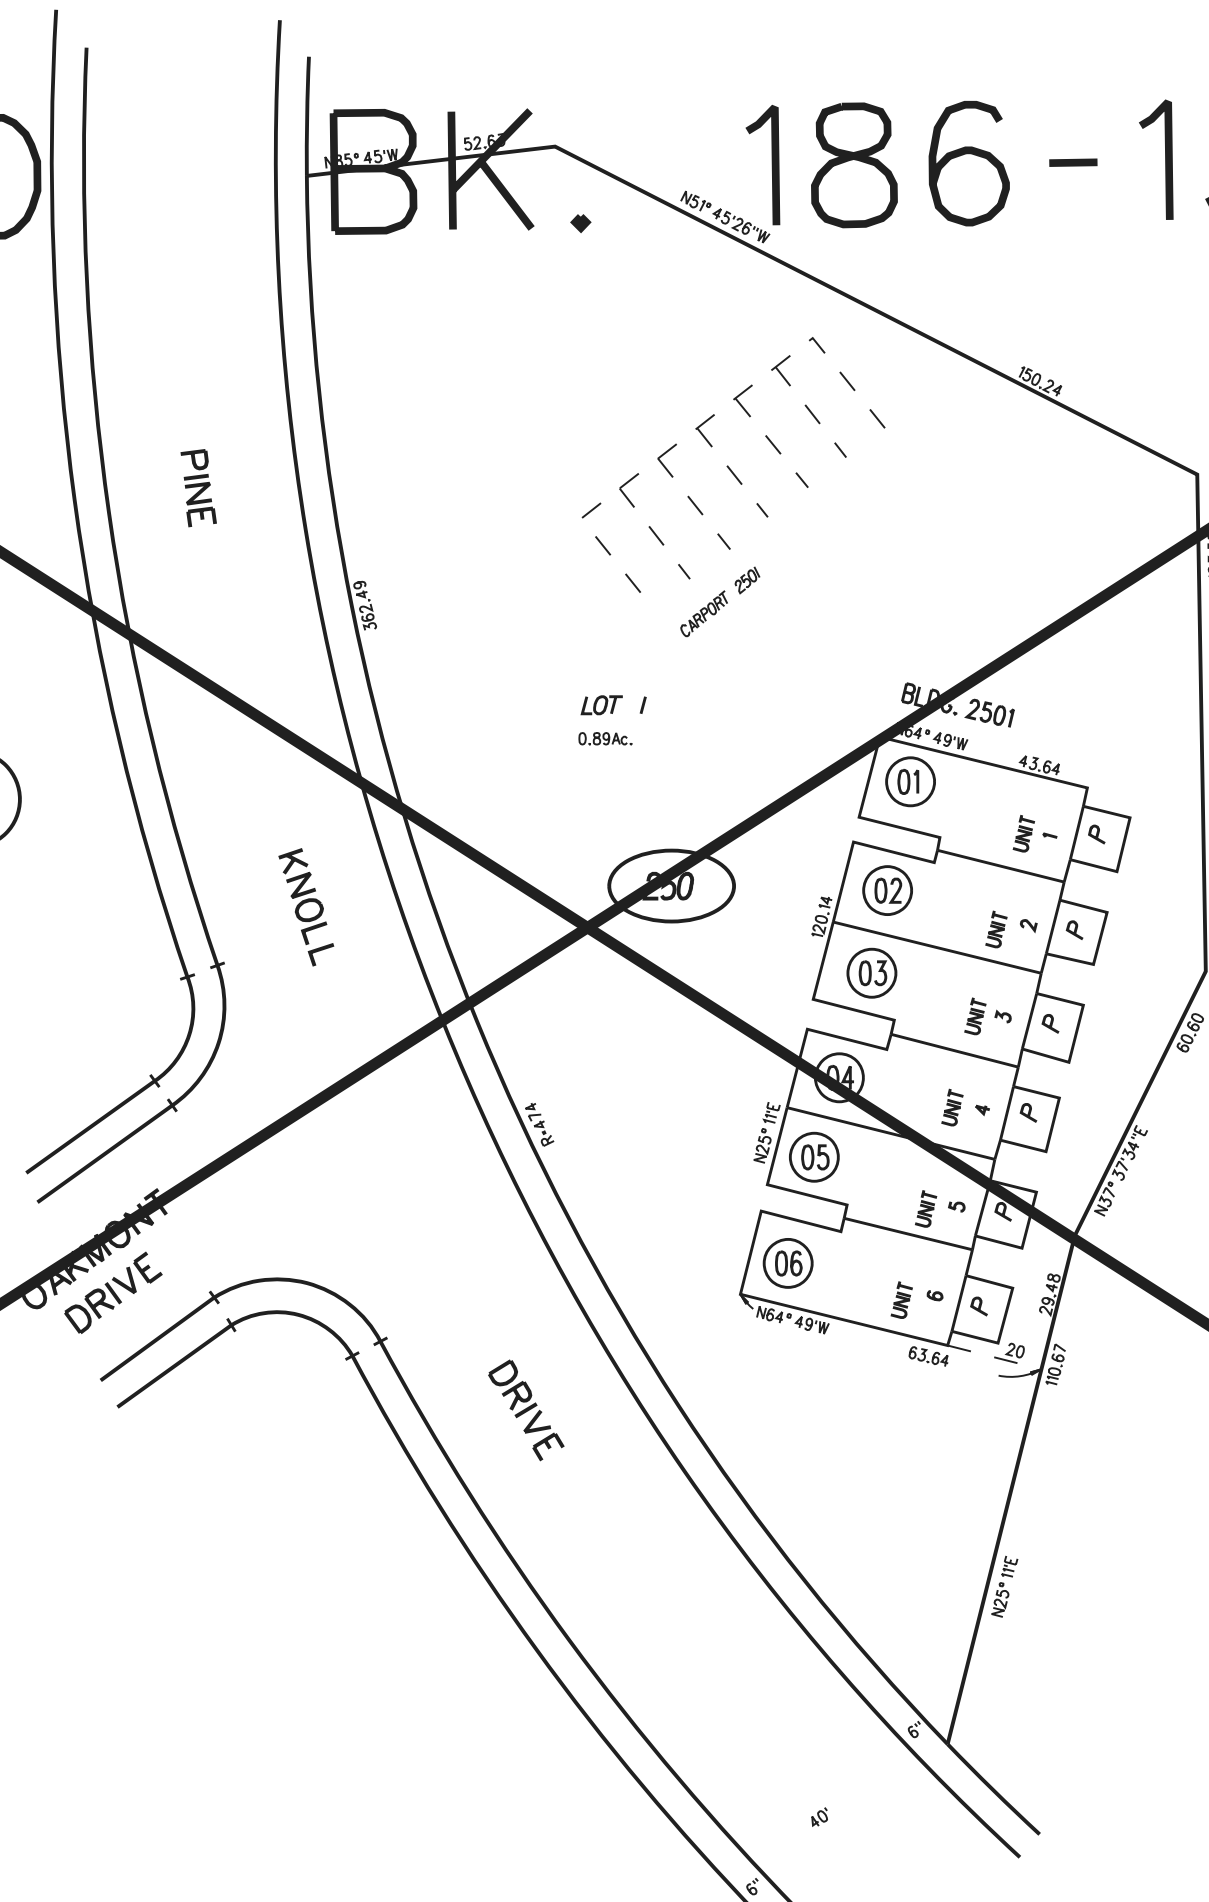 BK. 186-1
N85°45'W
52.63
N51°45'26"W
150.24
PINE
362.49
CARPORT 2501
LOT 1
0.89Ac.
BLDG. 2501
N64°49'W
43.64
01
UNIT 1
P
250
02
UNIT 2
P
120.14
03
UNIT 3
P
KNOLL
60.60
04
UNIT 4
P
R=474
N25°11'E
05
UNIT 5
P
N37°37'34"E
OAKMONT
DRIVE
06
UNIT 6
P
29.48
N64°49'W
63.64
20
110.67
DRIVE
N25°11'E
6"
40'
6"